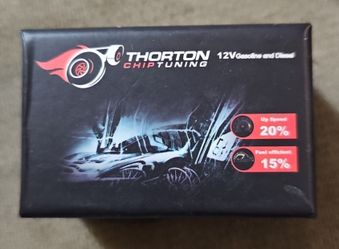 THORTON
CHIPTUNING
12V Gasoline and Diesel
Up Speed:
20%
Fuel efficient:
15%